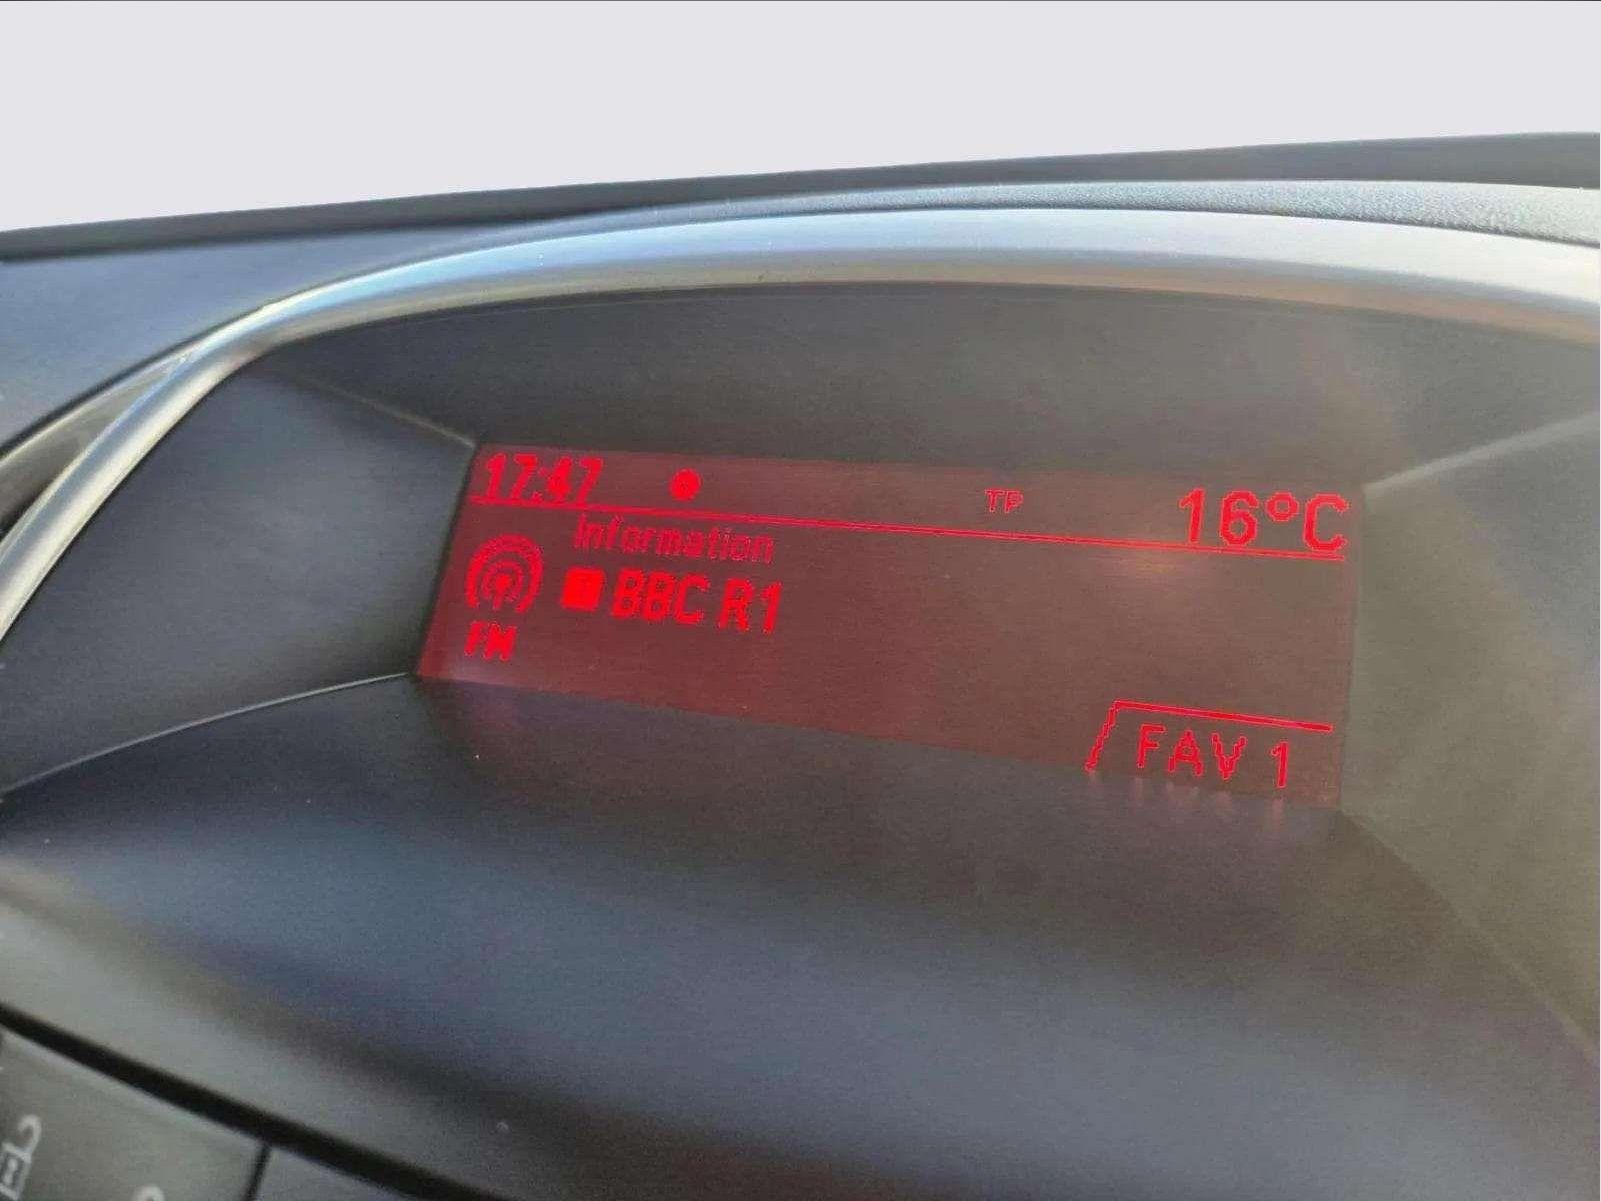 17:47 TP 16°C
Information
BBC R1
FM
FAV 1